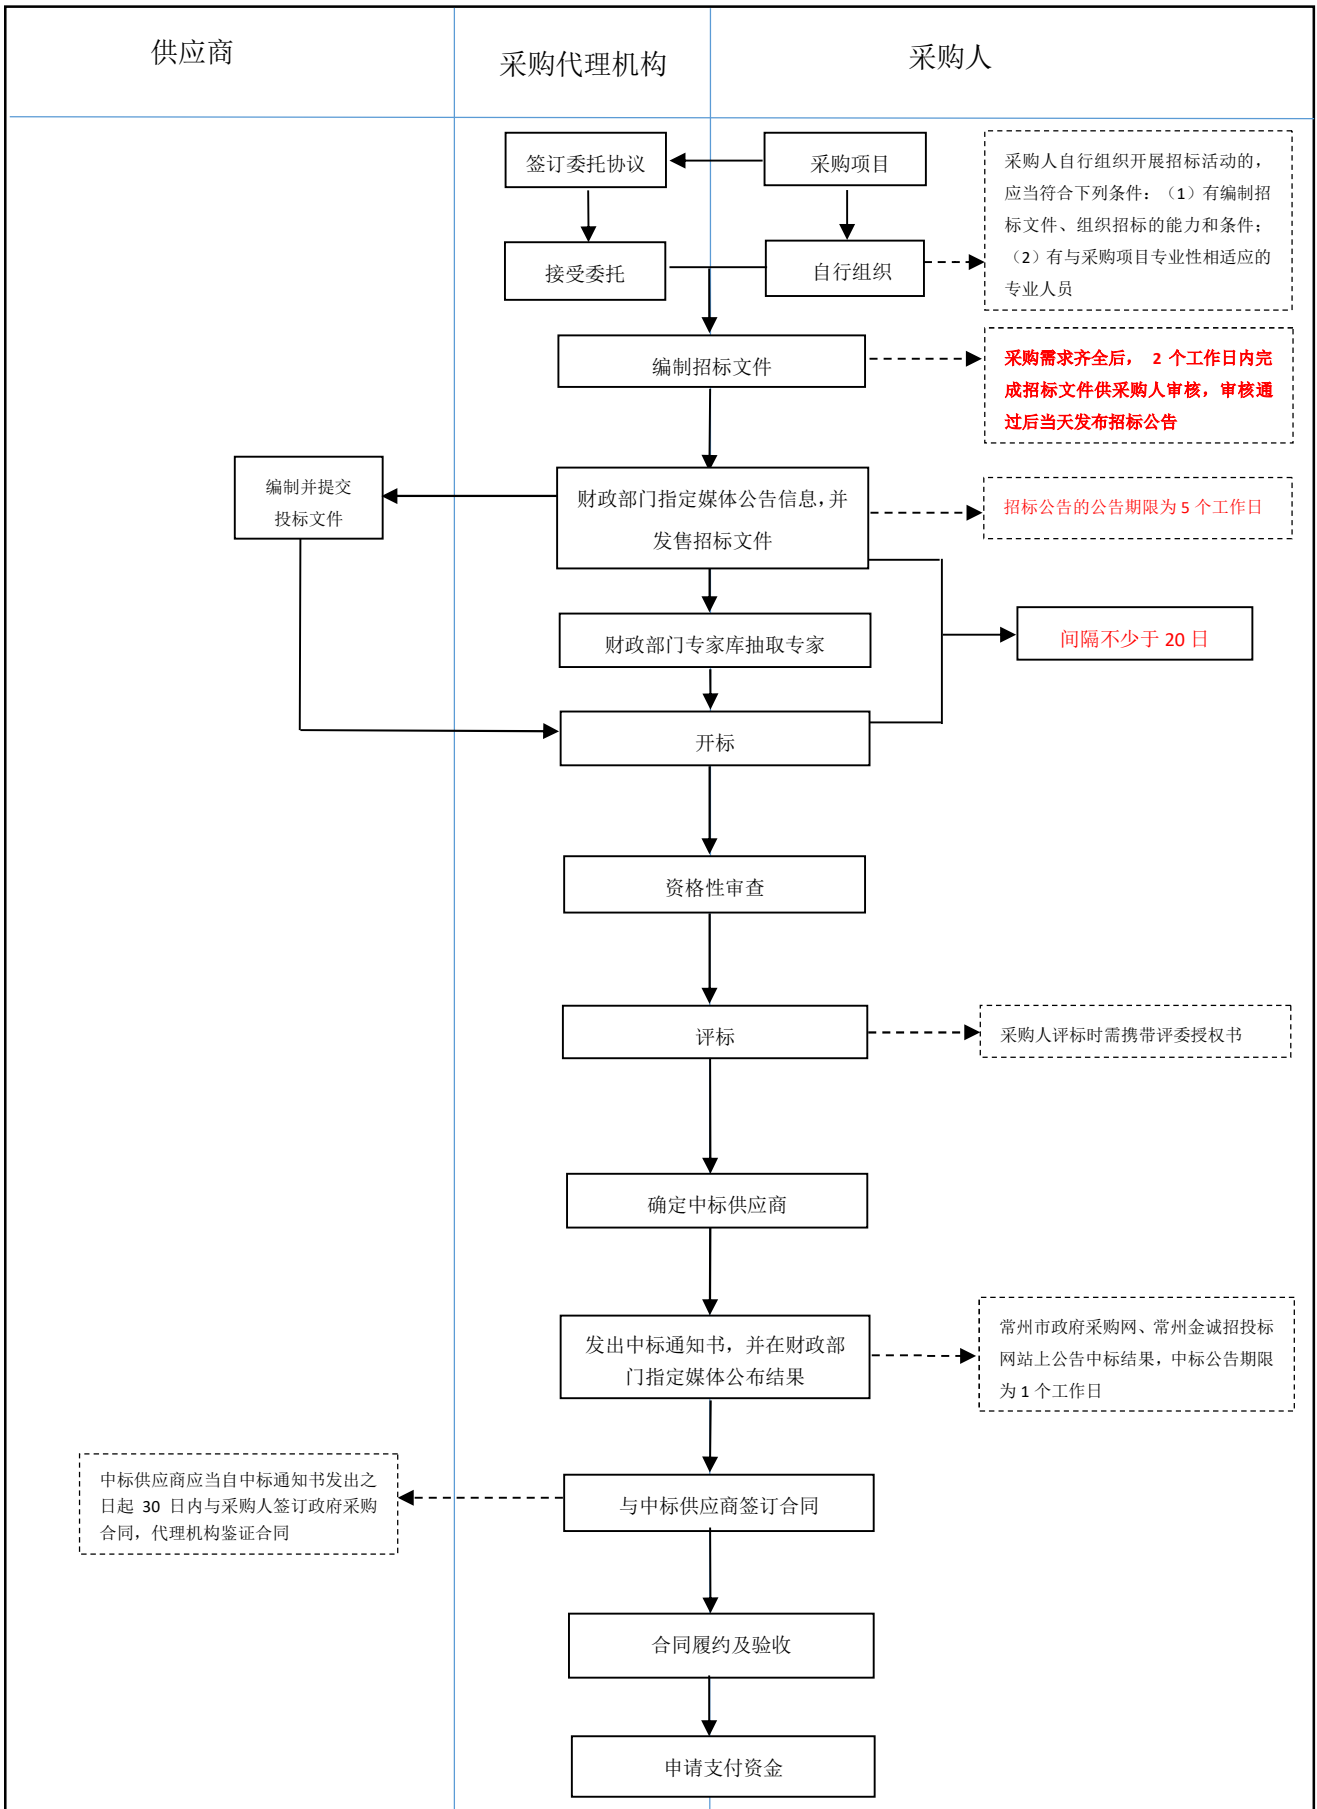 供应商
采购代理机构
采购人
签订委托协议
采购项目
采购人自行组织开展招标活动的，
应当符合下列条件：（1）有编制招
标文件、组织招标的能力和条件；
（2）有与采购项目专业性相适应的
专业人员
接受委托
自行组织
编制招标文件
采购需求齐全后， 2 个工作日内完
成招标文件供采购人审核，审核通
过后当天发布招标公告
编制并提交
投标文件
财政部门指定媒体公告信息，并
发售招标文件
招标公告的公告期限为 5 个工作日
财政部门专家库抽取专家
间隔不少于 20 日
开标
资格性审查
评标
采购人评标时需携带评委授权书
确定中标供应商
发出中标通知书，并在财政部
门指定媒体公布结果
常州市政府采购网、常州金诚招投标
网站上公告中标结果，中标公告期限
为 1 个工作日
中标供应商应当自中标通知书发出之
日起 30 日内与采购人签订政府采购
合同，代理机构鉴证合同
与中标供应商签订合同
合同履约及验收
申请支付资金